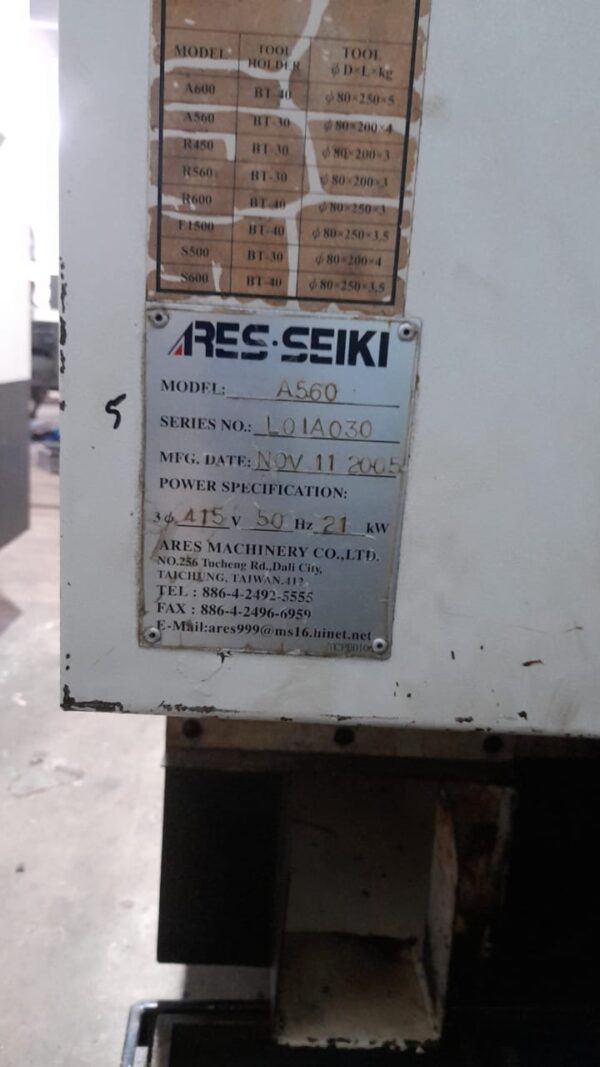 MODEL TOOL HOLDER TOOL φD×L×kg
A600 BT-40 φ80×250×5
A560 BT-30 φ80×200×4
R450 BT-30 φ80×200×3
R560 BT-30 φ80×200×3
R600 BT-40 φ80×250×3
F1500 BT-40 φ80×250×3.5
S500 BT-30 φ80×200×4
S600 BT-40 φ80×250×3.5
ARES·SEIKI
MODEL: A560
5
SERIES NO.: L01A030
MFG. DATE: NOV 11 2005
POWER SPECIFICATION:
3φ 415 V 50 Hz 21 kW
ARES MACHINERY CO.,LTD.
NO.256 Tucheng Rd.,Dali City,
TAICHUNG, TAIWAN.412
TEL : 886-4-2492-5555
FAX : 886-4-2496-6959
E-Mail:ares999@ms16.hinet.net